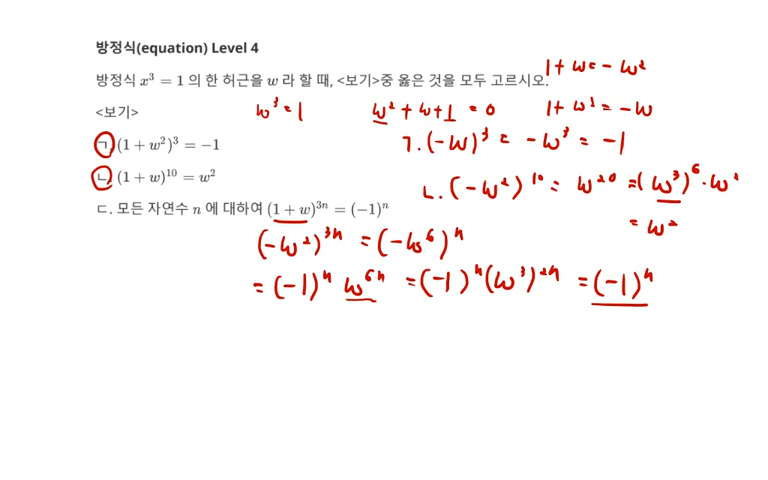 방정식(equation) Level 4
1 + w = - w²
방정식 x³ = 1 의 한 허근을 w 라 할 때, <보기>중 옳은 것을 모두 고르시오.
<보기>
w³ = 1
w² + w + 1 = 0
1 + w² = - w
ㄱ. (1 + w²)³ = −1
ㄱ. (-w)³ = - w³ = -1
ㄴ. (1 + w)¹⁰ = w²
ㄴ. (-w²)¹⁰ = w²⁰ = (w³)⁶ · w²
= w²
ㄷ. 모든 자연수 n 에 대하여 (1 + w)³ⁿ = (−1)ⁿ
(-w²)³ⁿ = (-w⁶)ⁿ
= (-1)ⁿ w⁶ⁿ = (-1)ⁿ (w³)²ⁿ = (-1)ⁿ